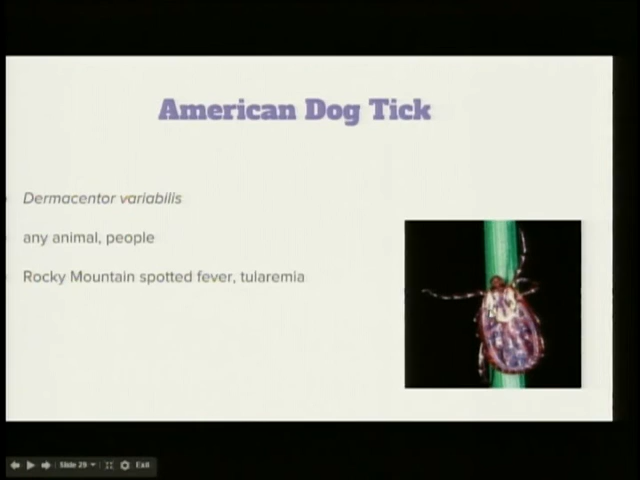 American Dog Tick
Dermacentor variabilis
any animal, people
Rocky Mountain spotted fever, tularemia
Slide 29
Exit